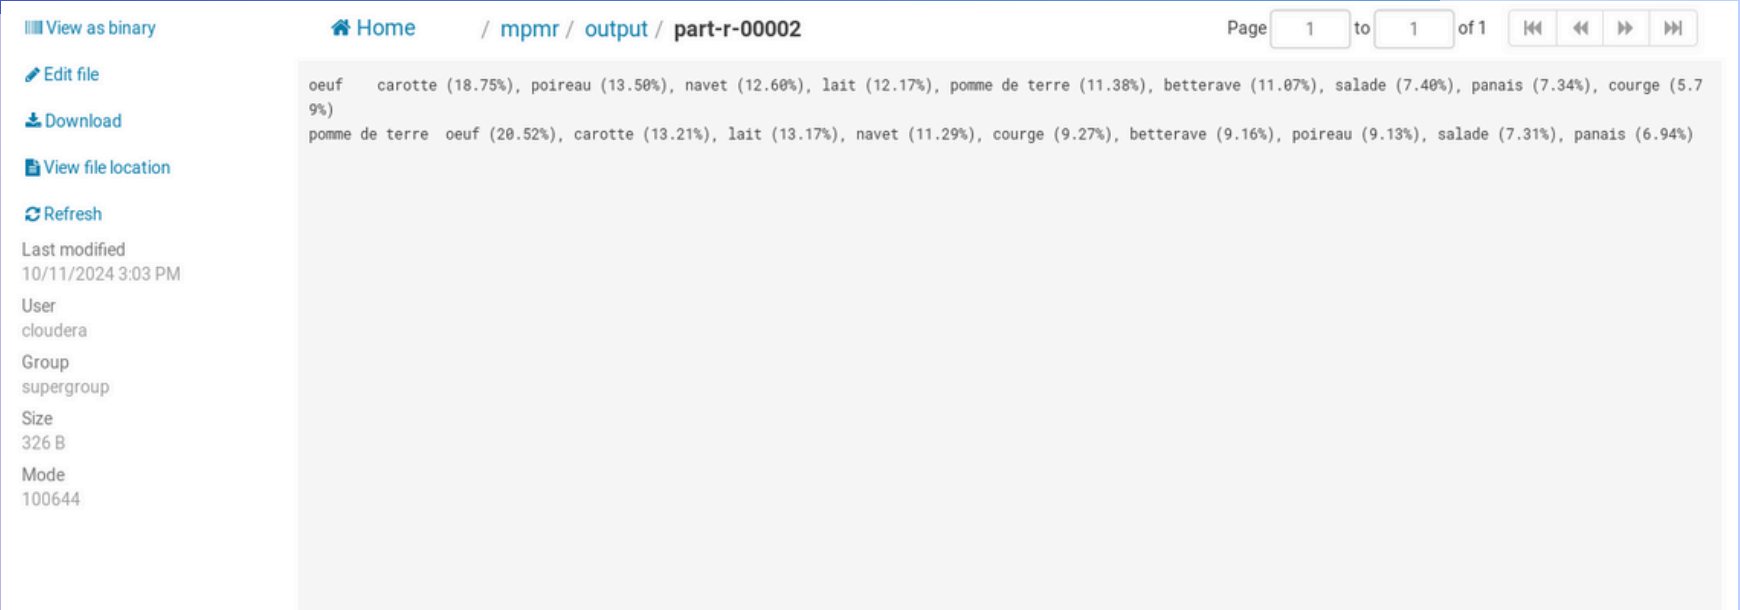 View as binary
Edit file
Download
View file location
Refresh
Last modified
10/11/2024 3:03 PM
User
cloudera
Group
supergroup
Size
326 B
Mode
100644
Home / mpmr / output / part-r-00002
Page 1 to 1 of 1
oeuf carotte (18.75%), poireau (13.50%), navet (12.60%), lait (12.17%), pomme de terre (11.38%), betterave (11.07%), salade (7.40%), panais (7.34%), courge (5.7
9%)
pomme de terre oeuf (20.52%), carotte (13.21%), lait (13.17%), navet (11.29%), courge (9.27%), betterave (9.16%), poireau (9.13%), salade (7.31%), panais (6.94%)